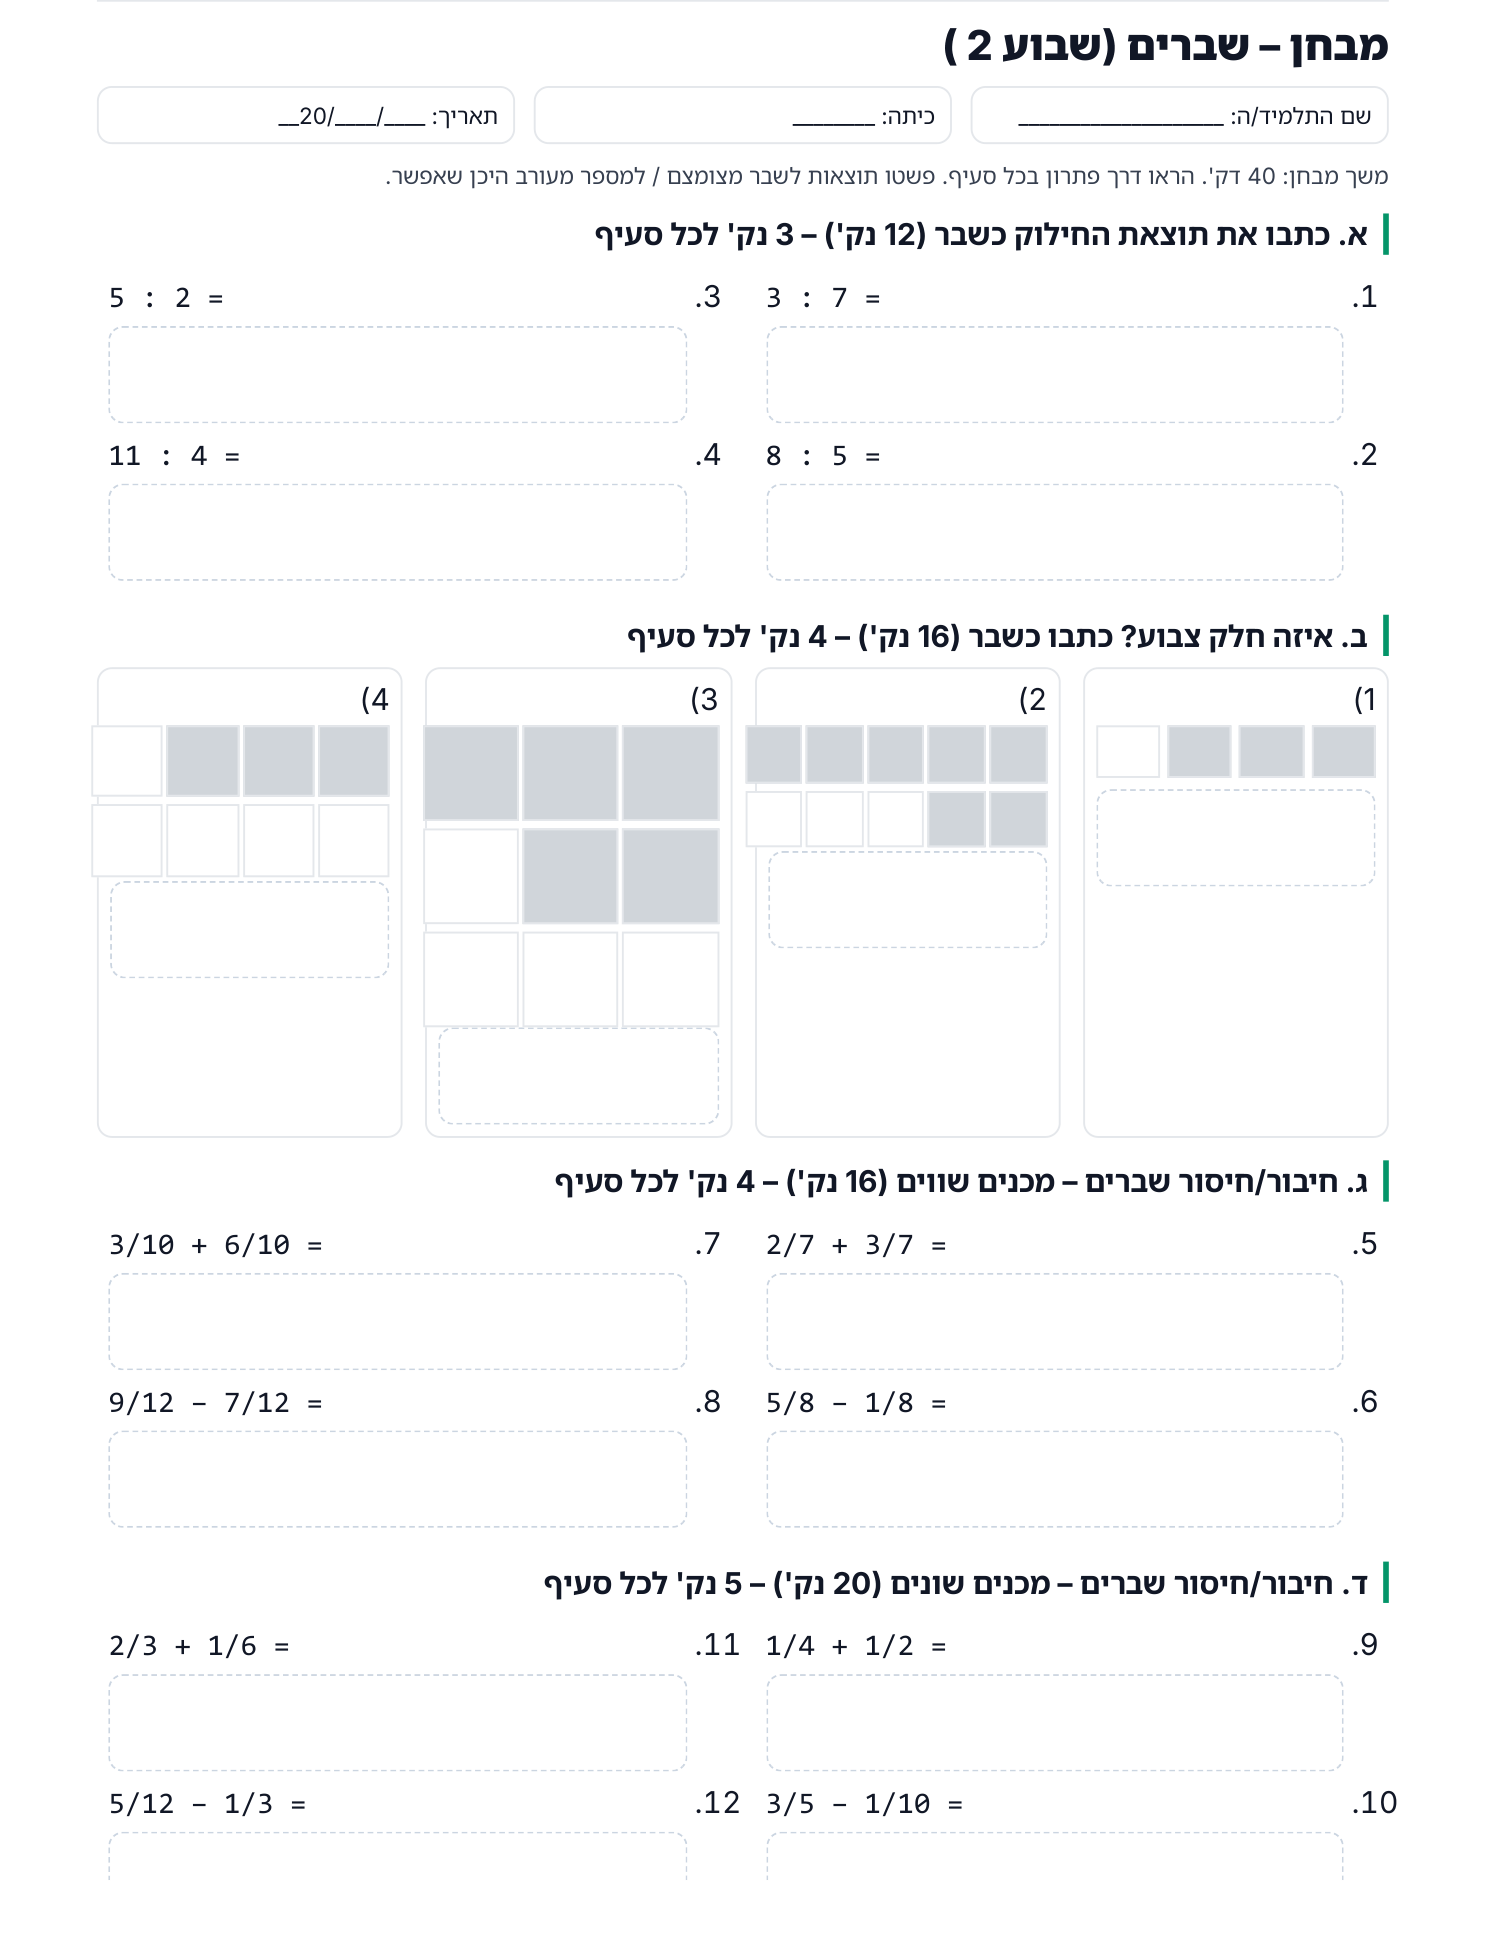 מבחן – שברים (שבוע 2 )
שם התלמיד/ה: _______________
כיתה: ______
תאריך: ___/___/20__
משך מבחן: 40 דק'. הראו דרך פתרון בכל סעיף. פשטו תוצאות לשבר מצומצם / למספר מעורב היכן שאפשר.
א. כתבו את תוצאת החילוק כשבר (12 נק') – 3 נק' לכל סעיף
1. 3 : 7 =
3. 5 : 2 =
2. 8 : 5 =
4. 11 : 4 =
ב. איזה חלק צבוע? כתבו כשבר (16 נק') – 4 נק' לכל סעיף
1)
2)
3)
4)
ג. חיבור/חיסור שברים – מכנים שווים (16 נק') – 4 נק' לכל סעיף
5. 2/7 + 3/7 =
7. 3/10 + 6/10 =
6. 5/8 – 1/8 =
8. 9/12 – 7/12 =
ד. חיבור/חיסור שברים – מכנים שונים (20 נק') – 5 נק' לכל סעיף
9. 1/4 + 1/2 =
11. 2/3 + 1/6 =
10. 3/5 – 1/10 =
12. 5/12 – 1/3 =